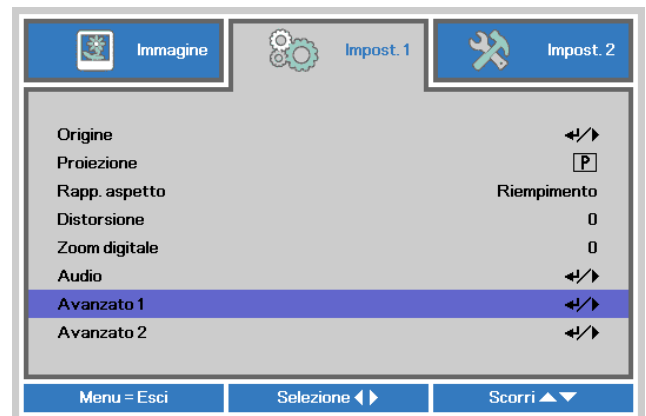 Immagine
Impost. 1
Impost. 2
Origine
Proiezione P
Rapp. aspetto Riempimento
Distorsione 0
Zoom digitale 0
Audio
Avanzato 1
Avanzato 2
Menu = Esci Selezione Scorri